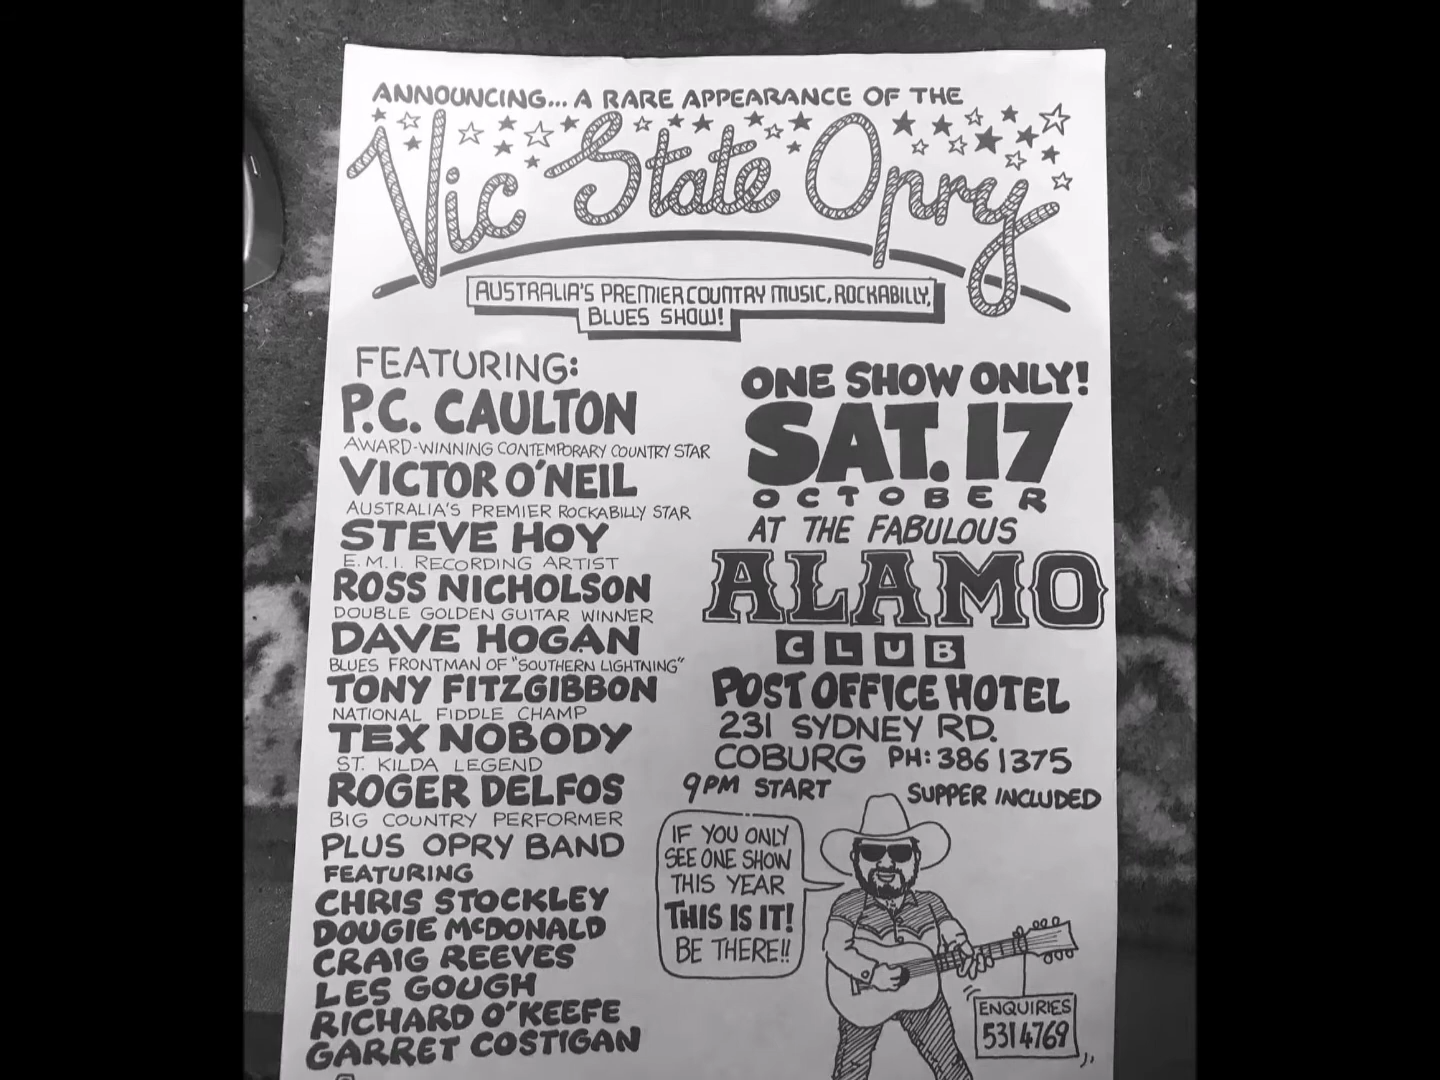 ANNOUNCING... A RARE APPEARANCE OF THE
Vic State Opry
AUSTRALIA'S PREMIER COUNTRY MUSIC, ROCKABILLY,
BLUES SHOW!
FEATURING:
P.C. CAULTON
AWARD-WINNING CONTEMPORARY COUNTRY STAR
VICTOR O'NEIL
AUSTRALIA'S PREMIER ROCKABILLY STAR
STEVE HOY
E.M.I. RECORDING ARTIST
ROSS NICHOLSON
DOUBLE GOLDEN GUITAR WINNER
DAVE HOGAN
BLUES FRONTMAN OF "SOUTHERN LIGHTNING"
TONY FITZGIBBON
NATIONAL FIDDLE CHAMP
TEX NOBODY
ST. KILDA LEGEND
ROGER DELFOS
BIG COUNTRY PERFORMER
PLUS OPRY BAND
FEATURING
CHRIS STOCKLEY
DOUGIE McDONALD
CRAIG REEVES
LES GOUGH
RICHARD O'KEEFE
GARRET COSTIGAN
ONE SHOW ONLY!
SAT. 17
OCTOBER
AT THE FABULOUS
ALAMO
CLUB
POST OFFICE HOTEL
231 SYDNEY RD.
COBURG PH: 386 1375
9PM START SUPPER INCLUDED
IF YOU ONLY
SEE ONE SHOW
THIS YEAR
THIS IS IT!
BE THERE!!
ENQUIRIES
5314769